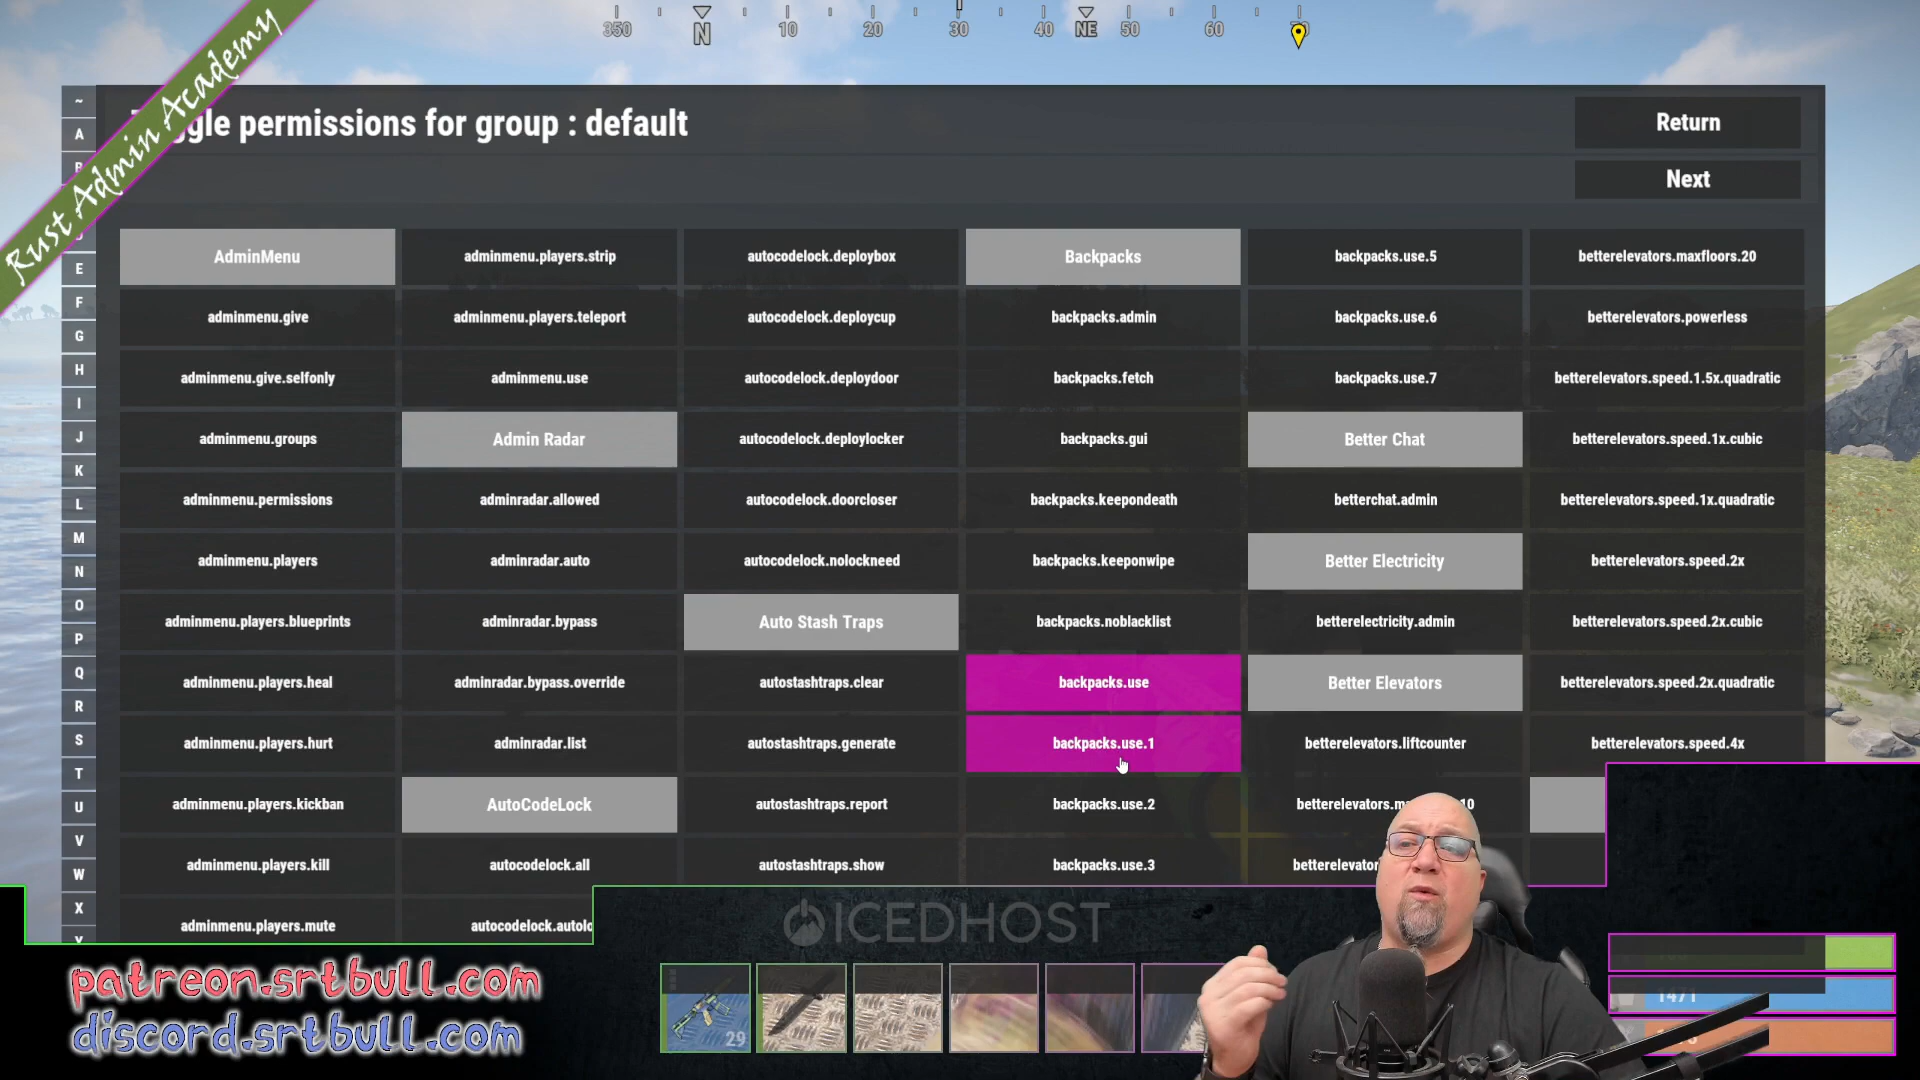 350 N 10 20 30 40 NE 50 60
Rust Admin Academy
ggle permissions for group : default
Return
Next
~
A
E
F
G
H
I
J
K
L
M
N
O
P
Q
R
S
T
U
V
W
X
Y
AdminMenu
adminmenu.give
adminmenu.give.selfonly
adminmenu.groups
adminmenu.permissions
adminmenu.players
adminmenu.players.blueprints
adminmenu.players.heal
adminmenu.players.hurt
adminmenu.players.kickban
adminmenu.players.kill
adminmenu.players.mute
adminmenu.players.strip
adminmenu.players.teleport
adminmenu.use
Admin Radar
adminradar.allowed
adminradar.auto
adminradar.bypass
adminradar.bypass.override
adminradar.list
AutoCodeLock
autocodelock.all
autocodelock.autolo
autocodelock.deploybox
autocodelock.deploycup
autocodelock.deploydoor
autocodelock.deploylocker
autocodelock.doorcloser
autocodelock.nolockneed
Auto Stash Traps
autostashtraps.clear
autostashtraps.generate
autostashtraps.report
autostashtraps.show
Backpacks
backpacks.admin
backpacks.fetch
backpacks.gui
backpacks.keepondeath
backpacks.keeponwipe
backpacks.noblacklist
backpacks.use
backpacks.use.1
backpacks.use.2
backpacks.use.3
backpacks.use.5
backpacks.use.6
backpacks.use.7
Better Chat
betterchat.admin
Better Electricity
betterelectricity.admin
Better Elevators
betterelevators.liftcounter
betterelevators.m 10
betterelevator
betterelevators.maxfloors.20
betterelevators.powerless
betterelevators.speed.1.5x.quadratic
betterelevators.speed.1x.cubic
betterelevators.speed.1x.quadratic
betterelevators.speed.2x
betterelevators.speed.2x.cubic
betterelevators.speed.2x.quadratic
betterelevators.speed.4x
ICEDHOST
patreon.srtbull.com
discord.srtbull.com
29
1471